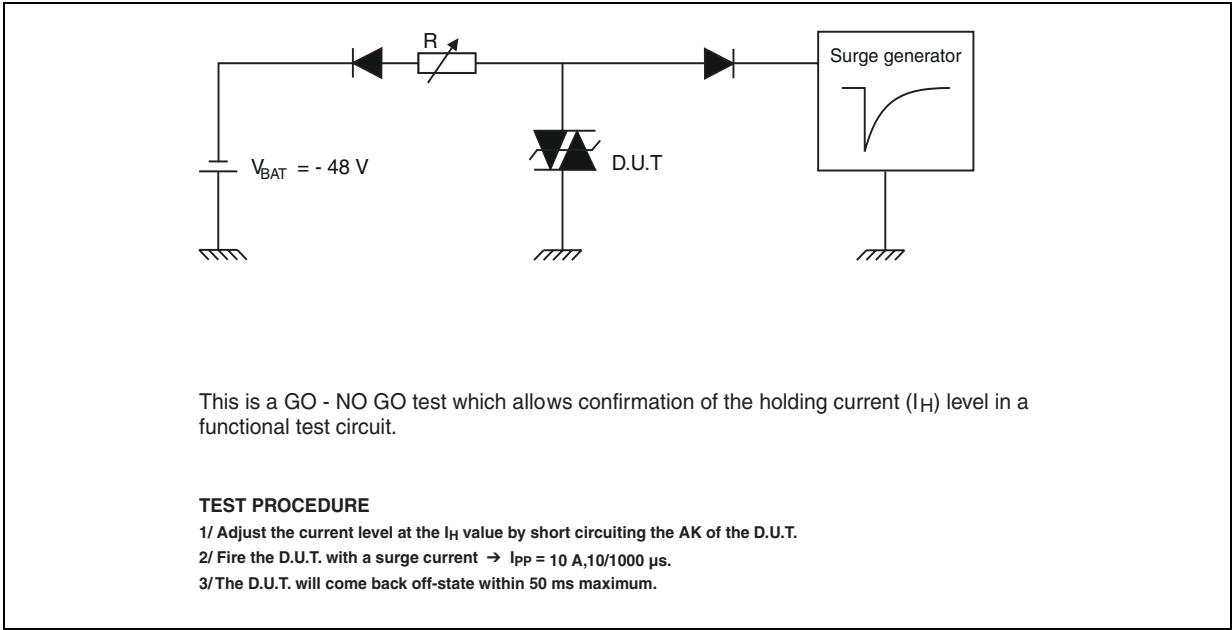 R
Surge generator
VBAT = - 48 V
D.U.T
This is a GO - NO GO test which allows confirmation of the holding current (IH) level in a
functional test circuit.
TEST PROCEDURE
1/ Adjust the current level at the IH value by short circuiting the AK of the D.U.T.
2/ Fire the D.U.T. with a surge current ➔ IPP = 10 A,10/1000 µs.
3/ The D.U.T. will come back off-state within 50 ms maximum.